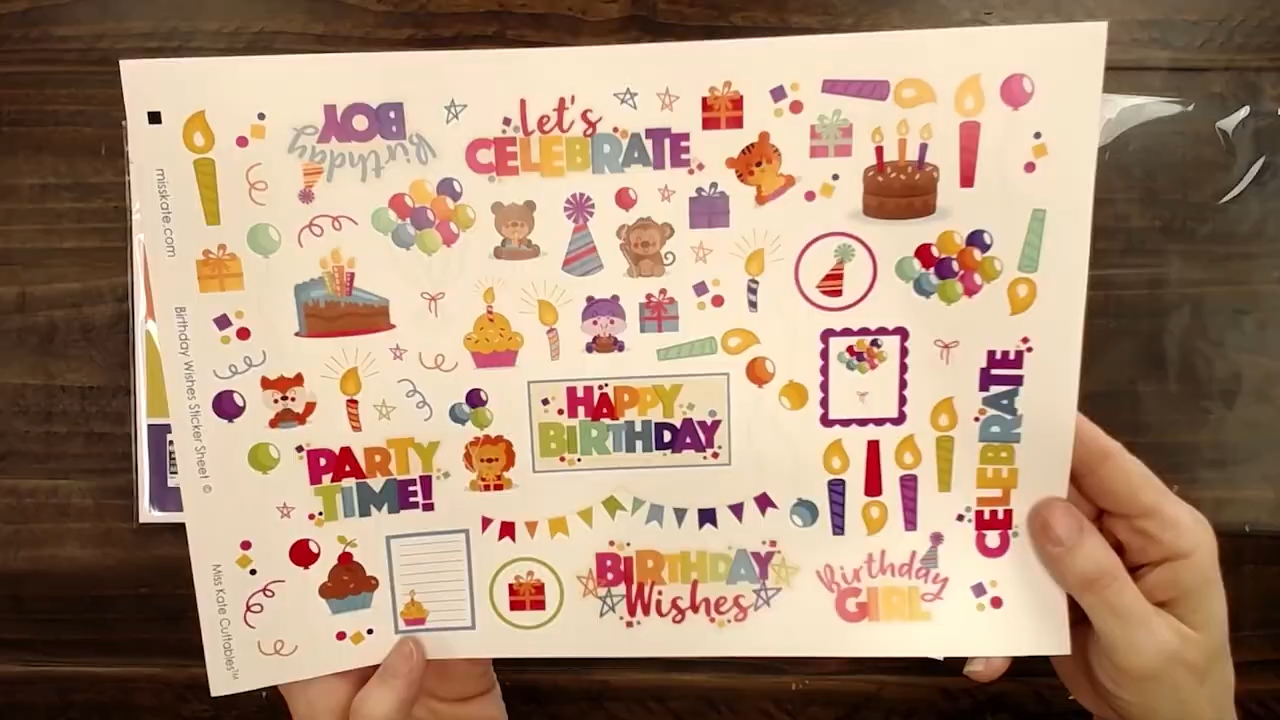 Birthday
BOY
Let's
CELEBRATE
misskate.com
Birthday Wishes Sticker Sheet ©
Miss Kate Cuttables™
HAPPY
BIRTHDAY
PARTY
TIME!
CELEBRATE
BIRTHDAY
Wishes
Birthday
GIRL